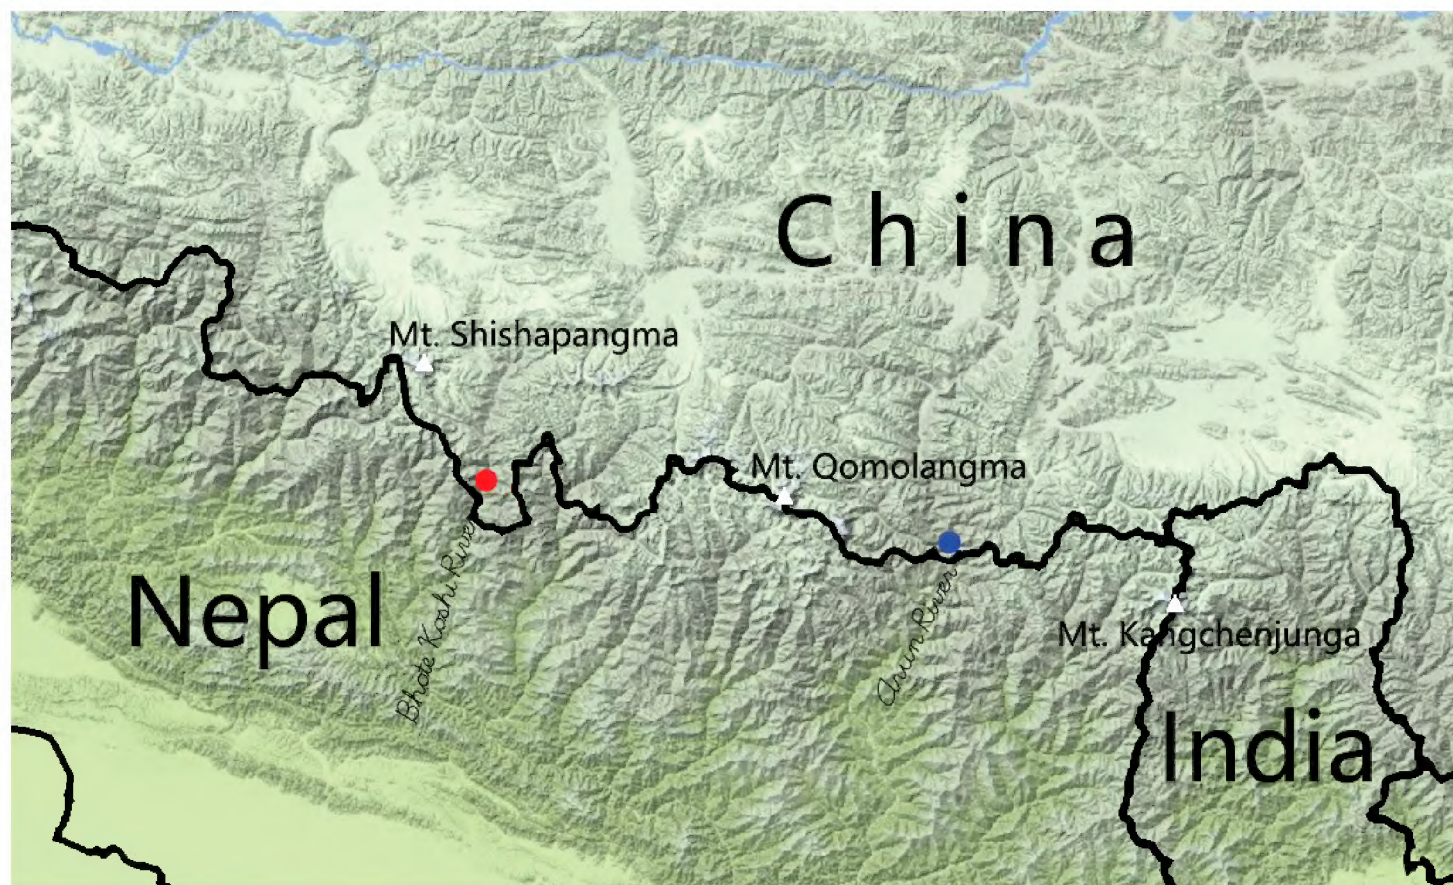 China
Mt. Shishapangma
Mt. Qomolangma
Nepal
Bhote Koshi River
Arun River
Mt. Kangchenjunga
India